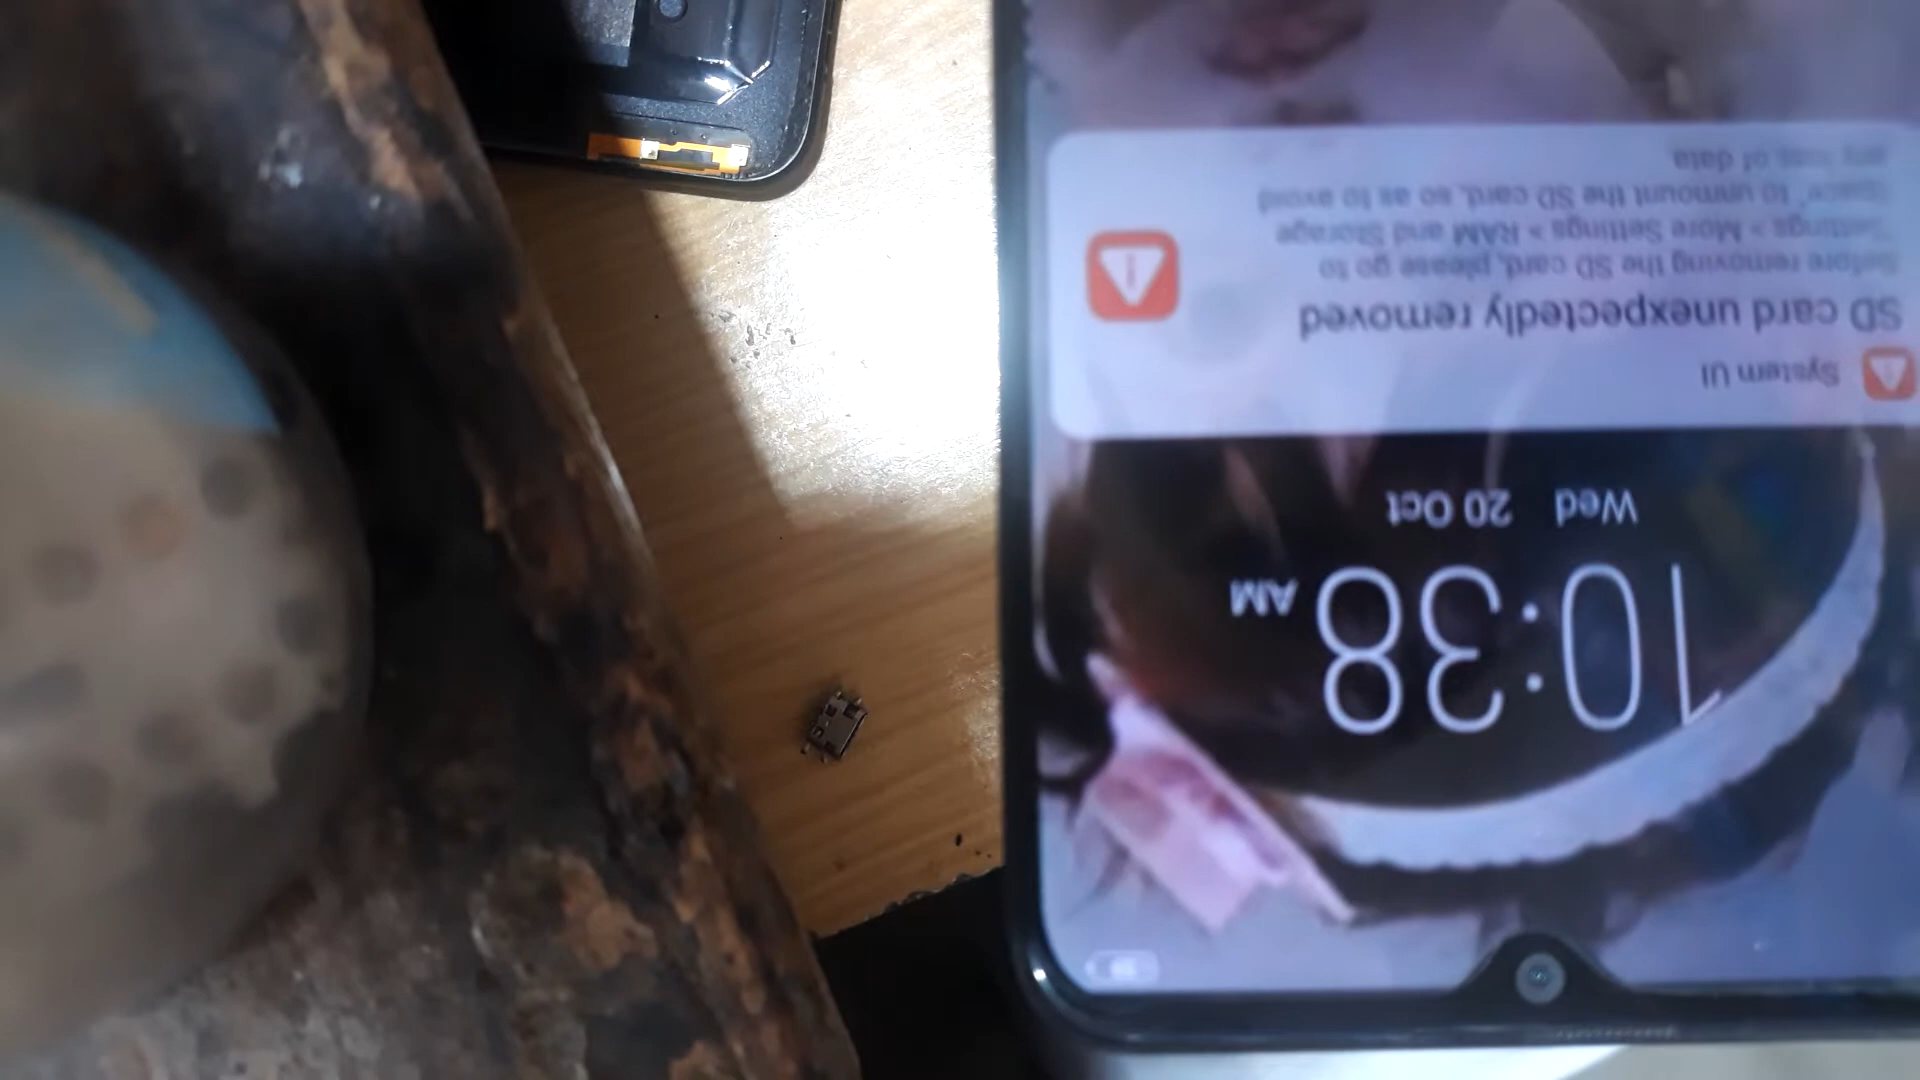 10:38 AM
Wed 20 Oct
System UI
SD card unexpectedly removed
Before removing the SD card, please go to
"Settings > More Settings > RAM and Storage
Space" to unmount the SD card, so as to avoid
any loss of data